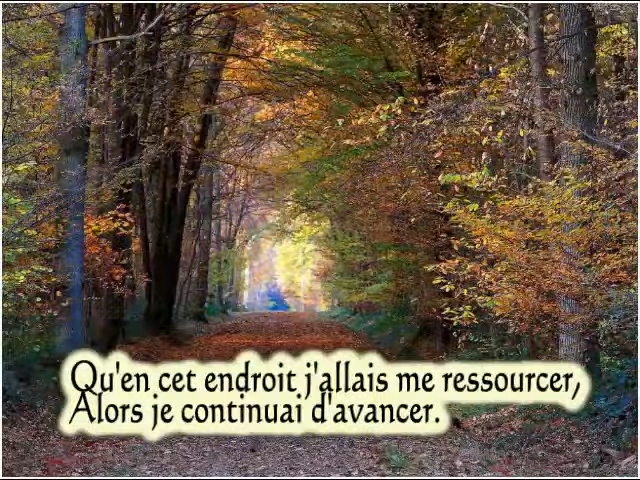 Qu'en cet endroit j'allais me ressourcer,
Alors je continuai d'avancer.